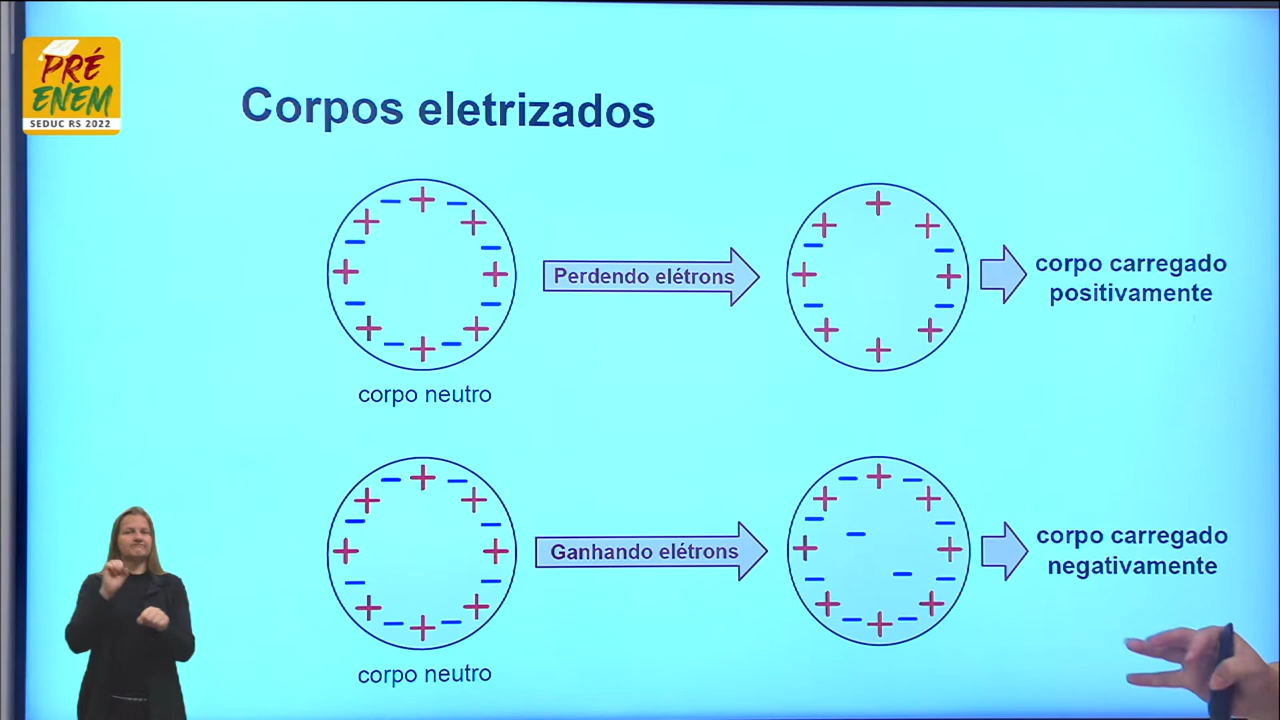 PRÉ
ENEM
SEDUC RS 2022
Corpos eletrizados
Perdendo elétrons
corpo carregado
positivamente
corpo neutro
Ganhando elétrons
corpo carregado
negativamente
corpo neutro